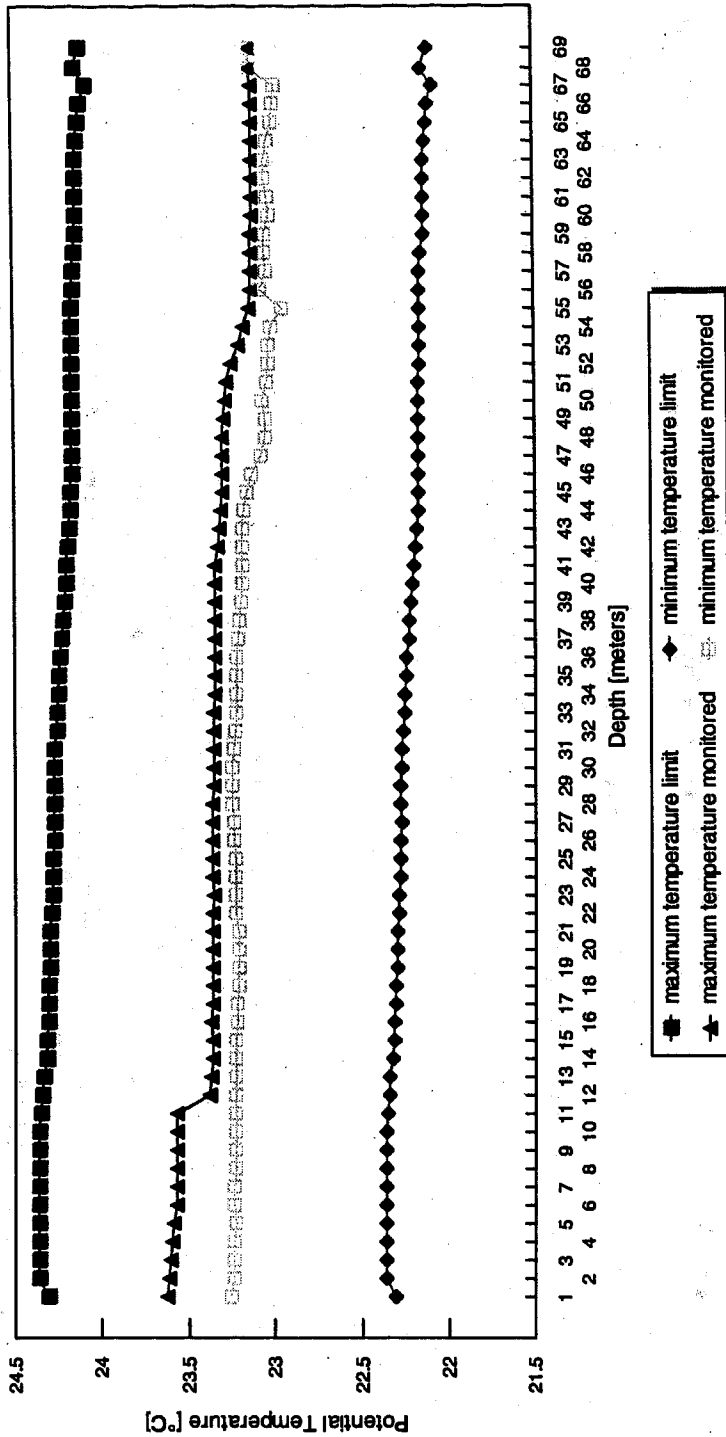 Potential Temperature [°C]
24.5
24
23.5
23
22.5
22
21.5
1 2 3 4 5 6 7 8 9 10 11 12 13 14 15 16 17 18 19 20 21 22 23 24 25 26 27 28 29 30 31 32 33 34 35 36 37 38 39 40 41 42 43 44 45 46 47 48 49 50 51 52 53 54 55 56 57 58 59 60 61 62 63 64 65 66 67 68 69
Depth [meters]
maximum temperature limit
minimum temperature limit
maximum temperature monitored
minimum temperature monitored